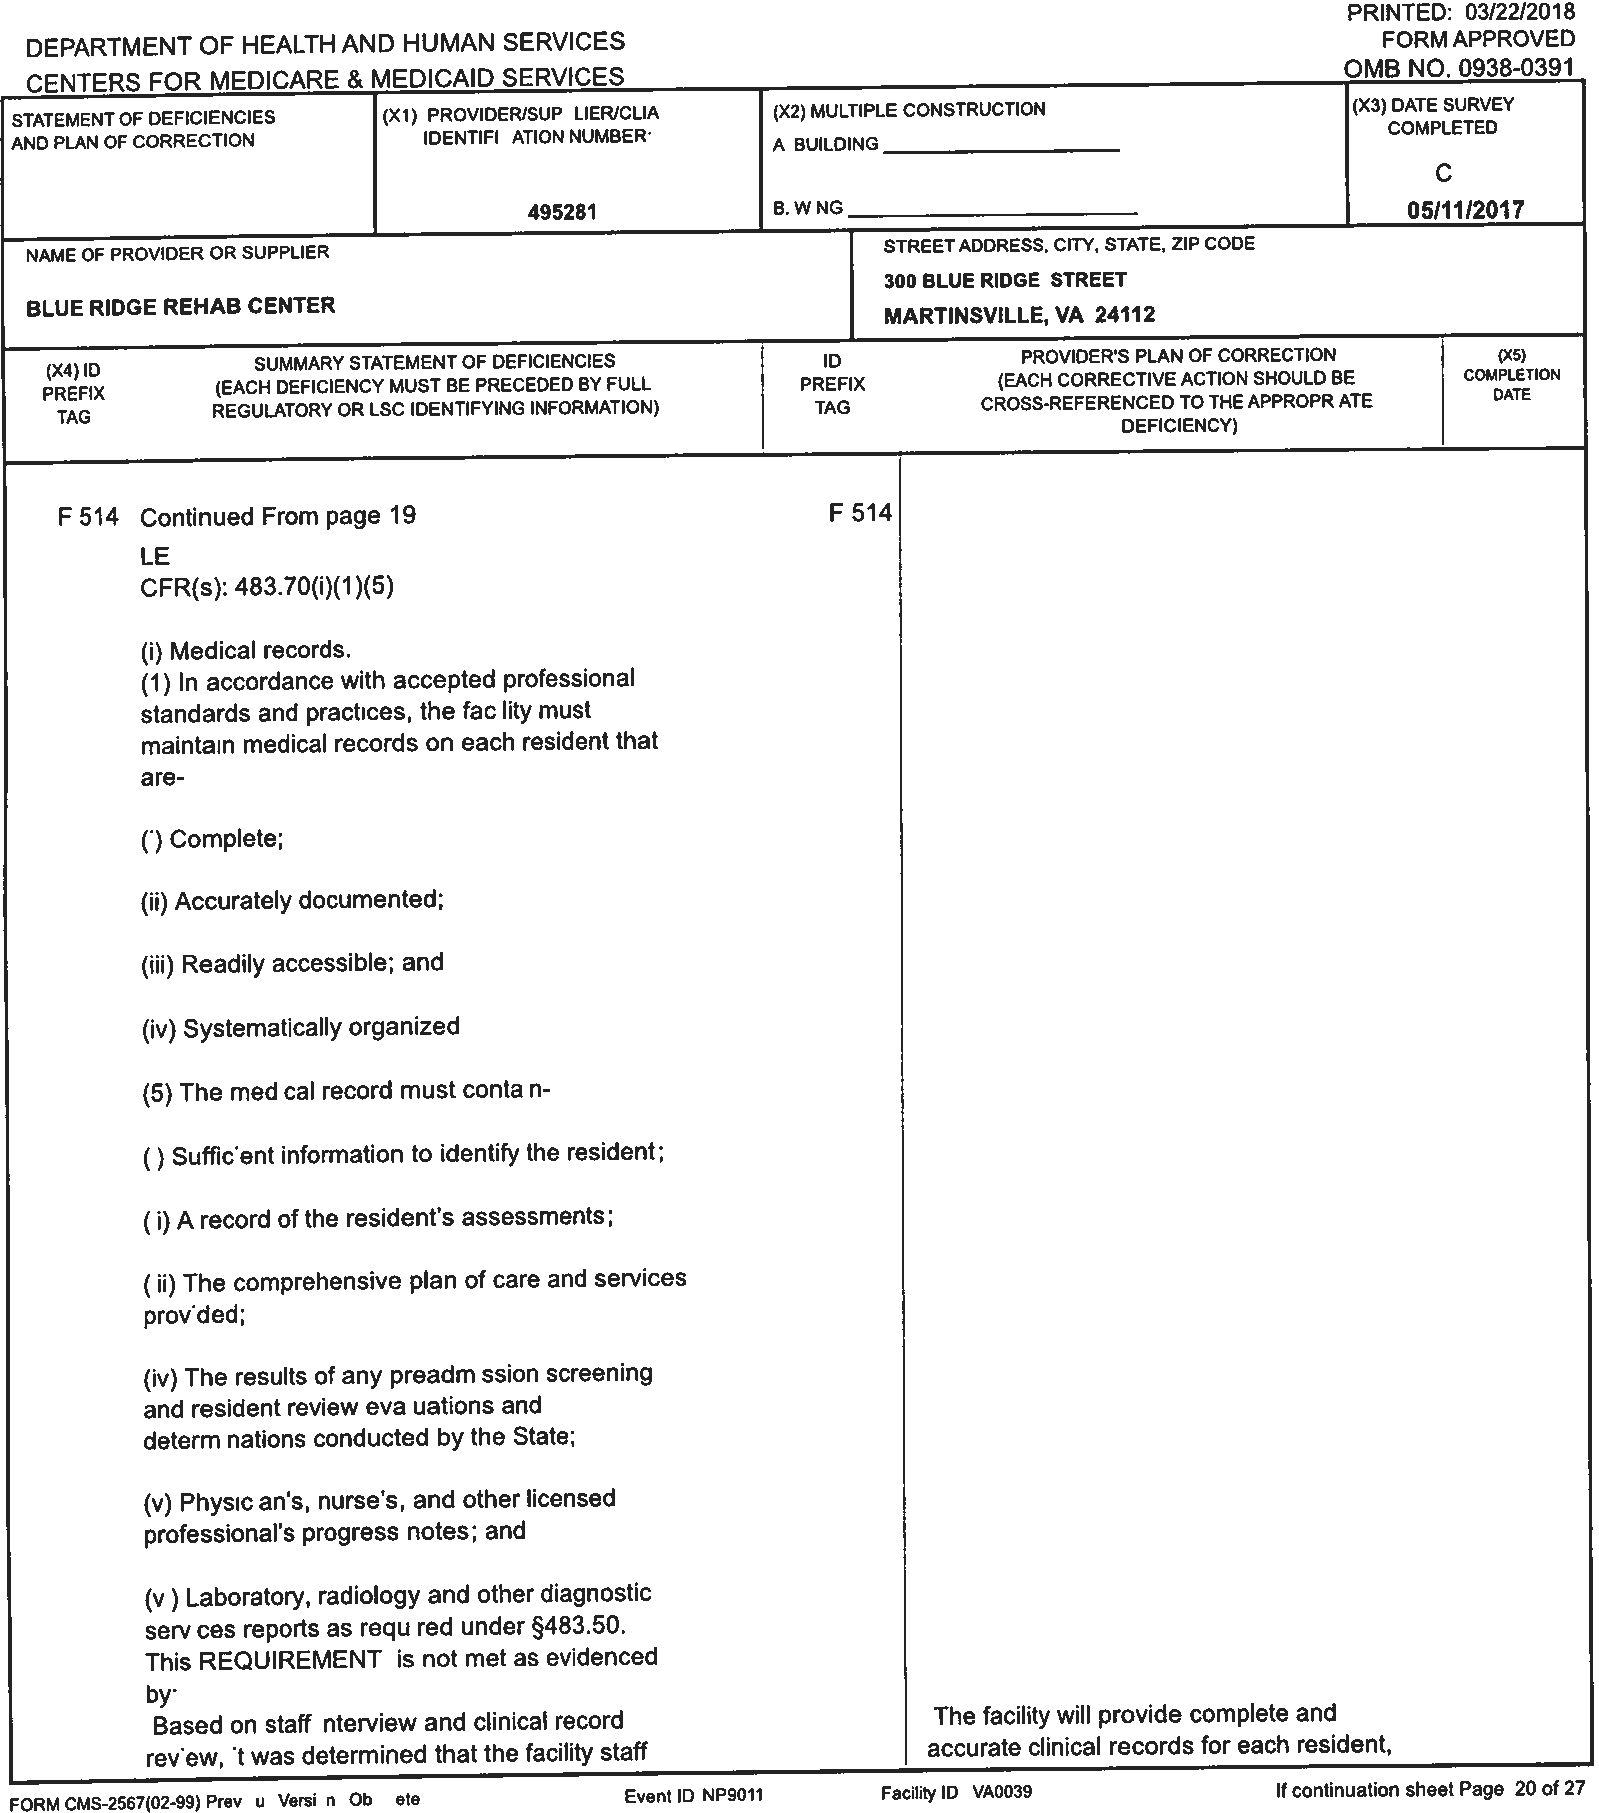 PRINTED: 03/22/2018
DEPARTMENT OF HEALTH AND HUMAN SERVICES
FORM APPROVED
CENTERS FOR MEDICARE & MEDICAID SERVICES
OMB NO. 0938-0391
STATEMENT OF DEFICIENCIES
AND PLAN OF CORRECTION
(X1) PROVIDER/SUP LIER/CLIA
IDENTIFI ATION NUMBER·
495281
(X2) MULTIPLE CONSTRUCTION
A BUILDING
B. W NG
(X3) DATE SURVEY
COMPLETED
C
05/11/2017
NAME OF PROVIDER OR SUPPLIER
BLUE RIDGE REHAB CENTER
STREET ADDRESS, CITY, STATE, ZIP CODE
300 BLUE RIDGE STREET
MARTINSVILLE, VA 24112
(X4) ID
PREFIX
TAG
SUMMARY STATEMENT OF DEFICIENCIES
(EACH DEFICIENCY MUST BE PRECEDED BY FULL
REGULATORY OR LSC IDENTIFYING INFORMATION)
ID
PREFIX
TAG
PROVIDER'S PLAN OF CORRECTION
(EACH CORRECTIVE ACTION SHOULD BE
CROSS-REFERENCED TO THE APPROPR ATE
DEFICIENCY)
(X5)
COMPLETION
DATE
F 514 Continued From page 19
LE
CFR(s): 483.70(i)(1)(5)
(i) Medical records.
(1) In accordance with accepted professional
standards and practices, the fac lity must
maintain medical records on each resident that
are-
(·) Complete;
(ii) Accurately documented;
(iii) Readily accessible; and
(iv) Systematically organized
(5) The med cal record must conta n-
( ) Suffic·ent information to identify the resident;
( i) A record of the resident's assessments;
( ii) The comprehensive plan of care and services
prov·ded;
(iv) The results of any preadm ssion screening
and resident review eva uations and
determ nations conducted by the State;
(v) Physic an's, nurse's, and other licensed
professional's progress notes; and
(v ) Laboratory, radiology and other diagnostic
serv ces reports as requ red under §483.50.
This REQUIREMENT is not met as evidenced
by·
Based on staff nterview and clinical record
rev·ew, ·t was determined that the facility staff
F 514
The facility will provide complete and
accurate clinical records for each resident,
FORM CMS-2567(02-99) Prev u Versi n Ob ete
Event ID NP9011
Facility ID VA0039
If continuation sheet Page 20 of 27